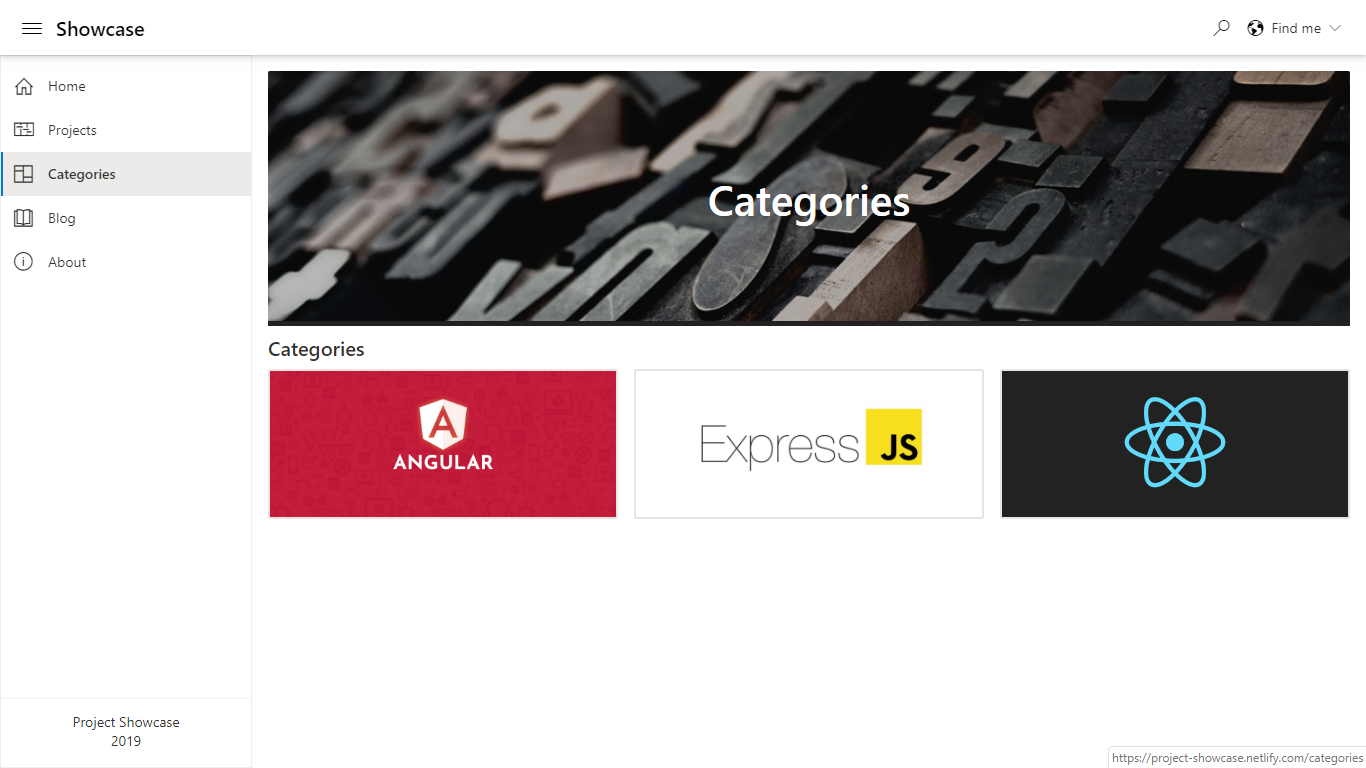 Showcase
Find me
Home
Projects
Categories
Blog
About
Categories
Categories
ANGULAR
Express JS
Project Showcase
2019
https://project-showcase.netlify.com/categories